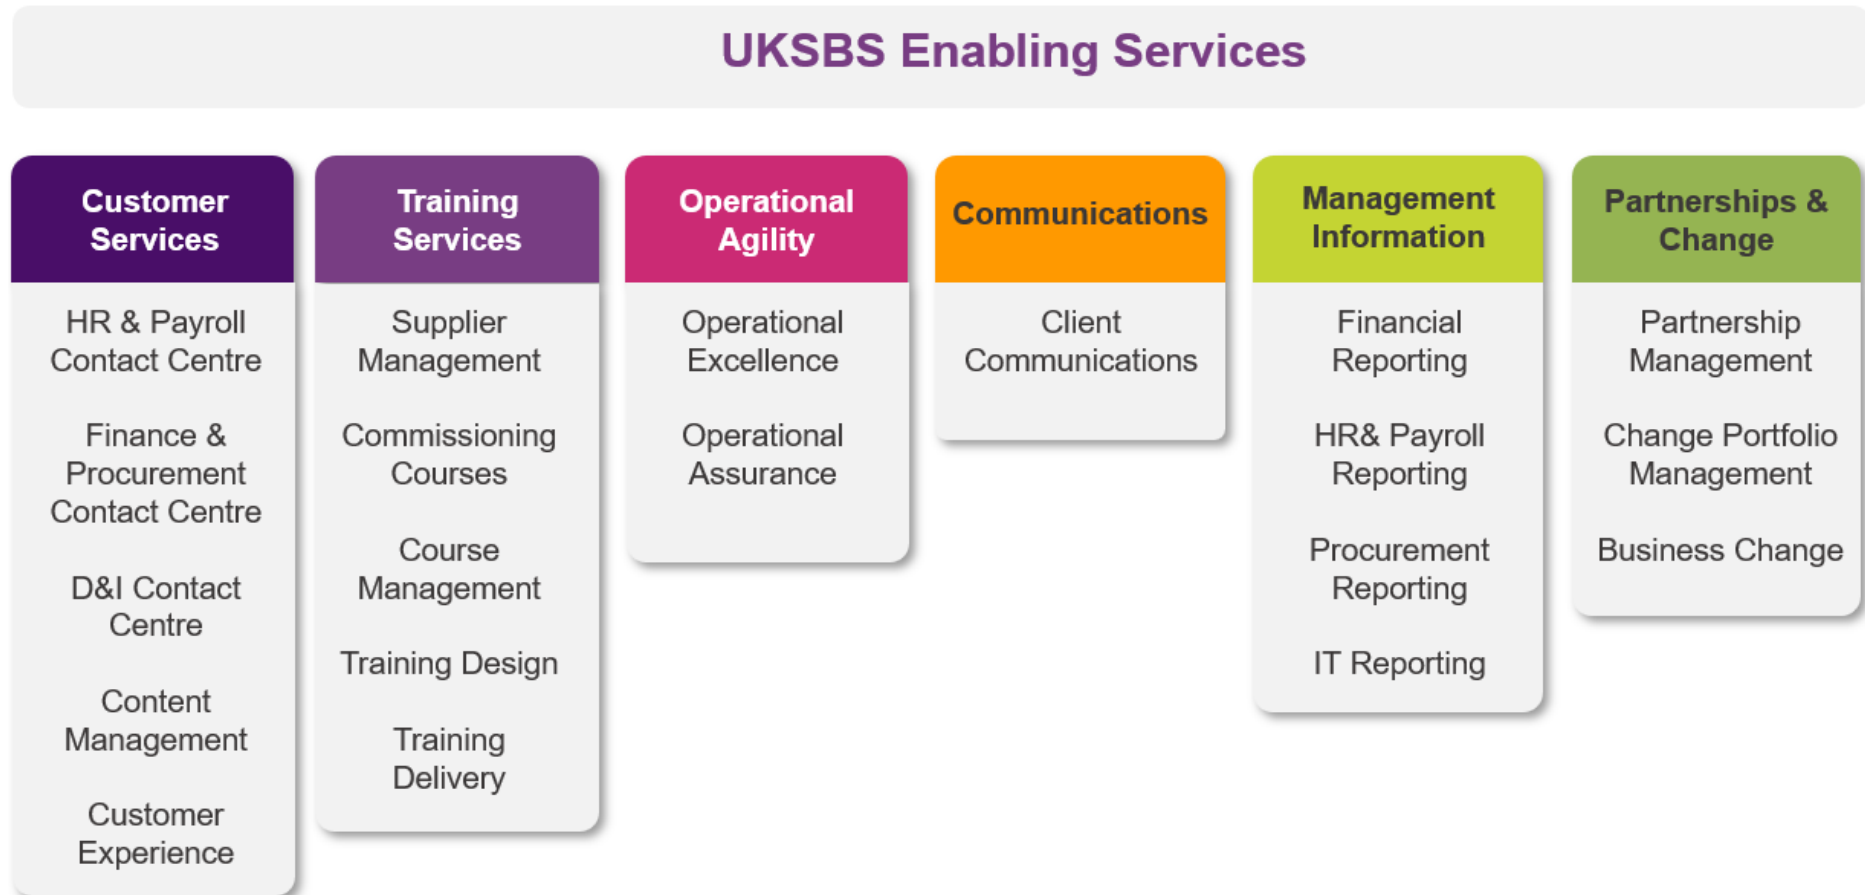 UKSBS Enabling Services
Customer
Services
HR & Payroll
Contact Centre
Finance &
Procurement
Contact Centre
D&I Contact
Centre
Content
Management
Customer
Experience
Training
Services
Supplier
Management
Commissioning
Courses
Course
Management
Training Design
Training
Delivery
Operational
Agility
Operational
Excellence
Operational
Assurance
Communications
Client
Communications
Management
Information
Financial
Reporting
HR& Payroll
Reporting
Procurement
Reporting
IT Reporting
Partnerships &
Change
Partnership
Management
Change Portfolio
Management
Business Change